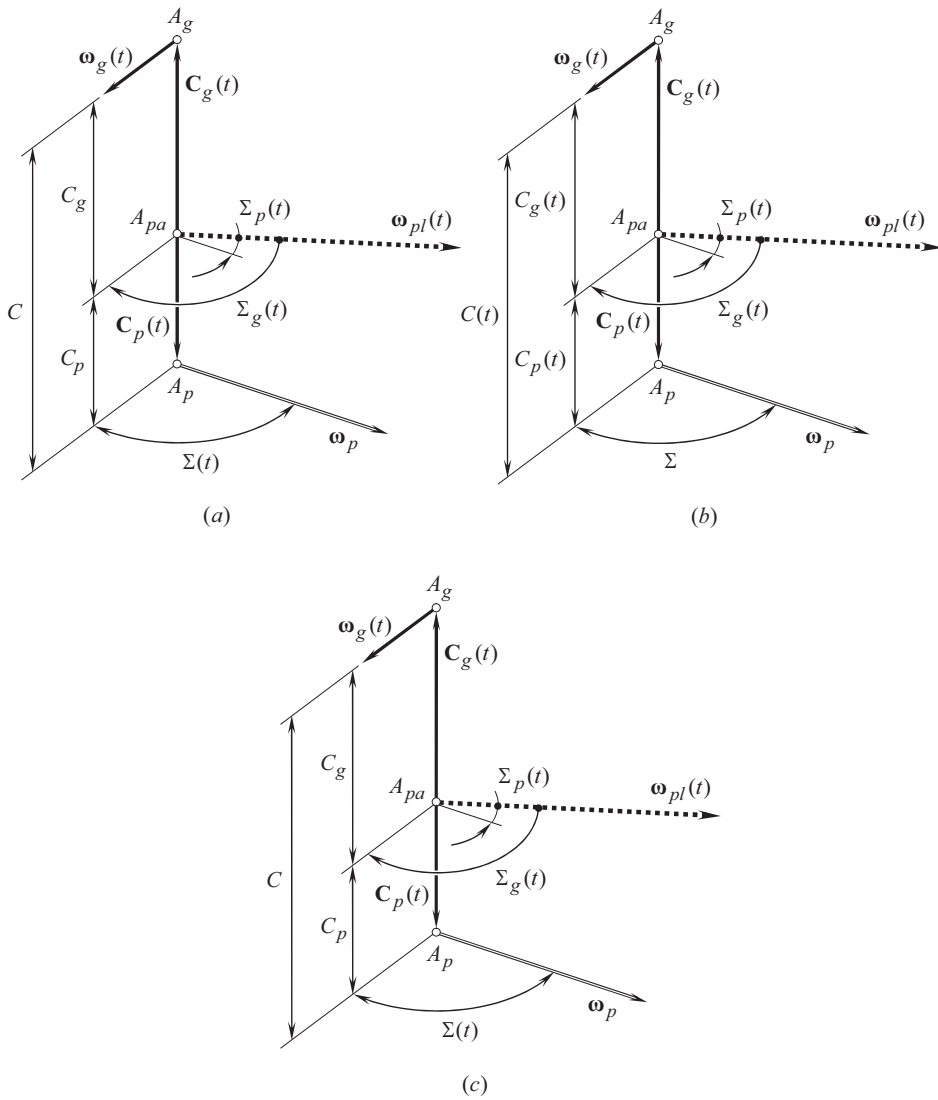 A_g
ω_g(t)
C_g(t)
C_g
A_pa
Σ_p(t)
ω_pl(t)
C
Σ_g(t)
C_p(t)
C_p
A_p
ω_p
Σ(t)
(a)
A_g
ω_g(t)
C_g(t)
C_g(t)
A_pa
Σ_p(t)
ω_pl(t)
C(t)
Σ_g(t)
C_p(t)
C_p(t)
A_p
ω_p
Σ
(b)
A_g
ω_g(t)
C_g(t)
C_g
Σ_p(t)
A_pa
ω_pl(t)
C
Σ_g(t)
C_p(t)
C_p
A_p
ω_p
Σ(t)
(c)